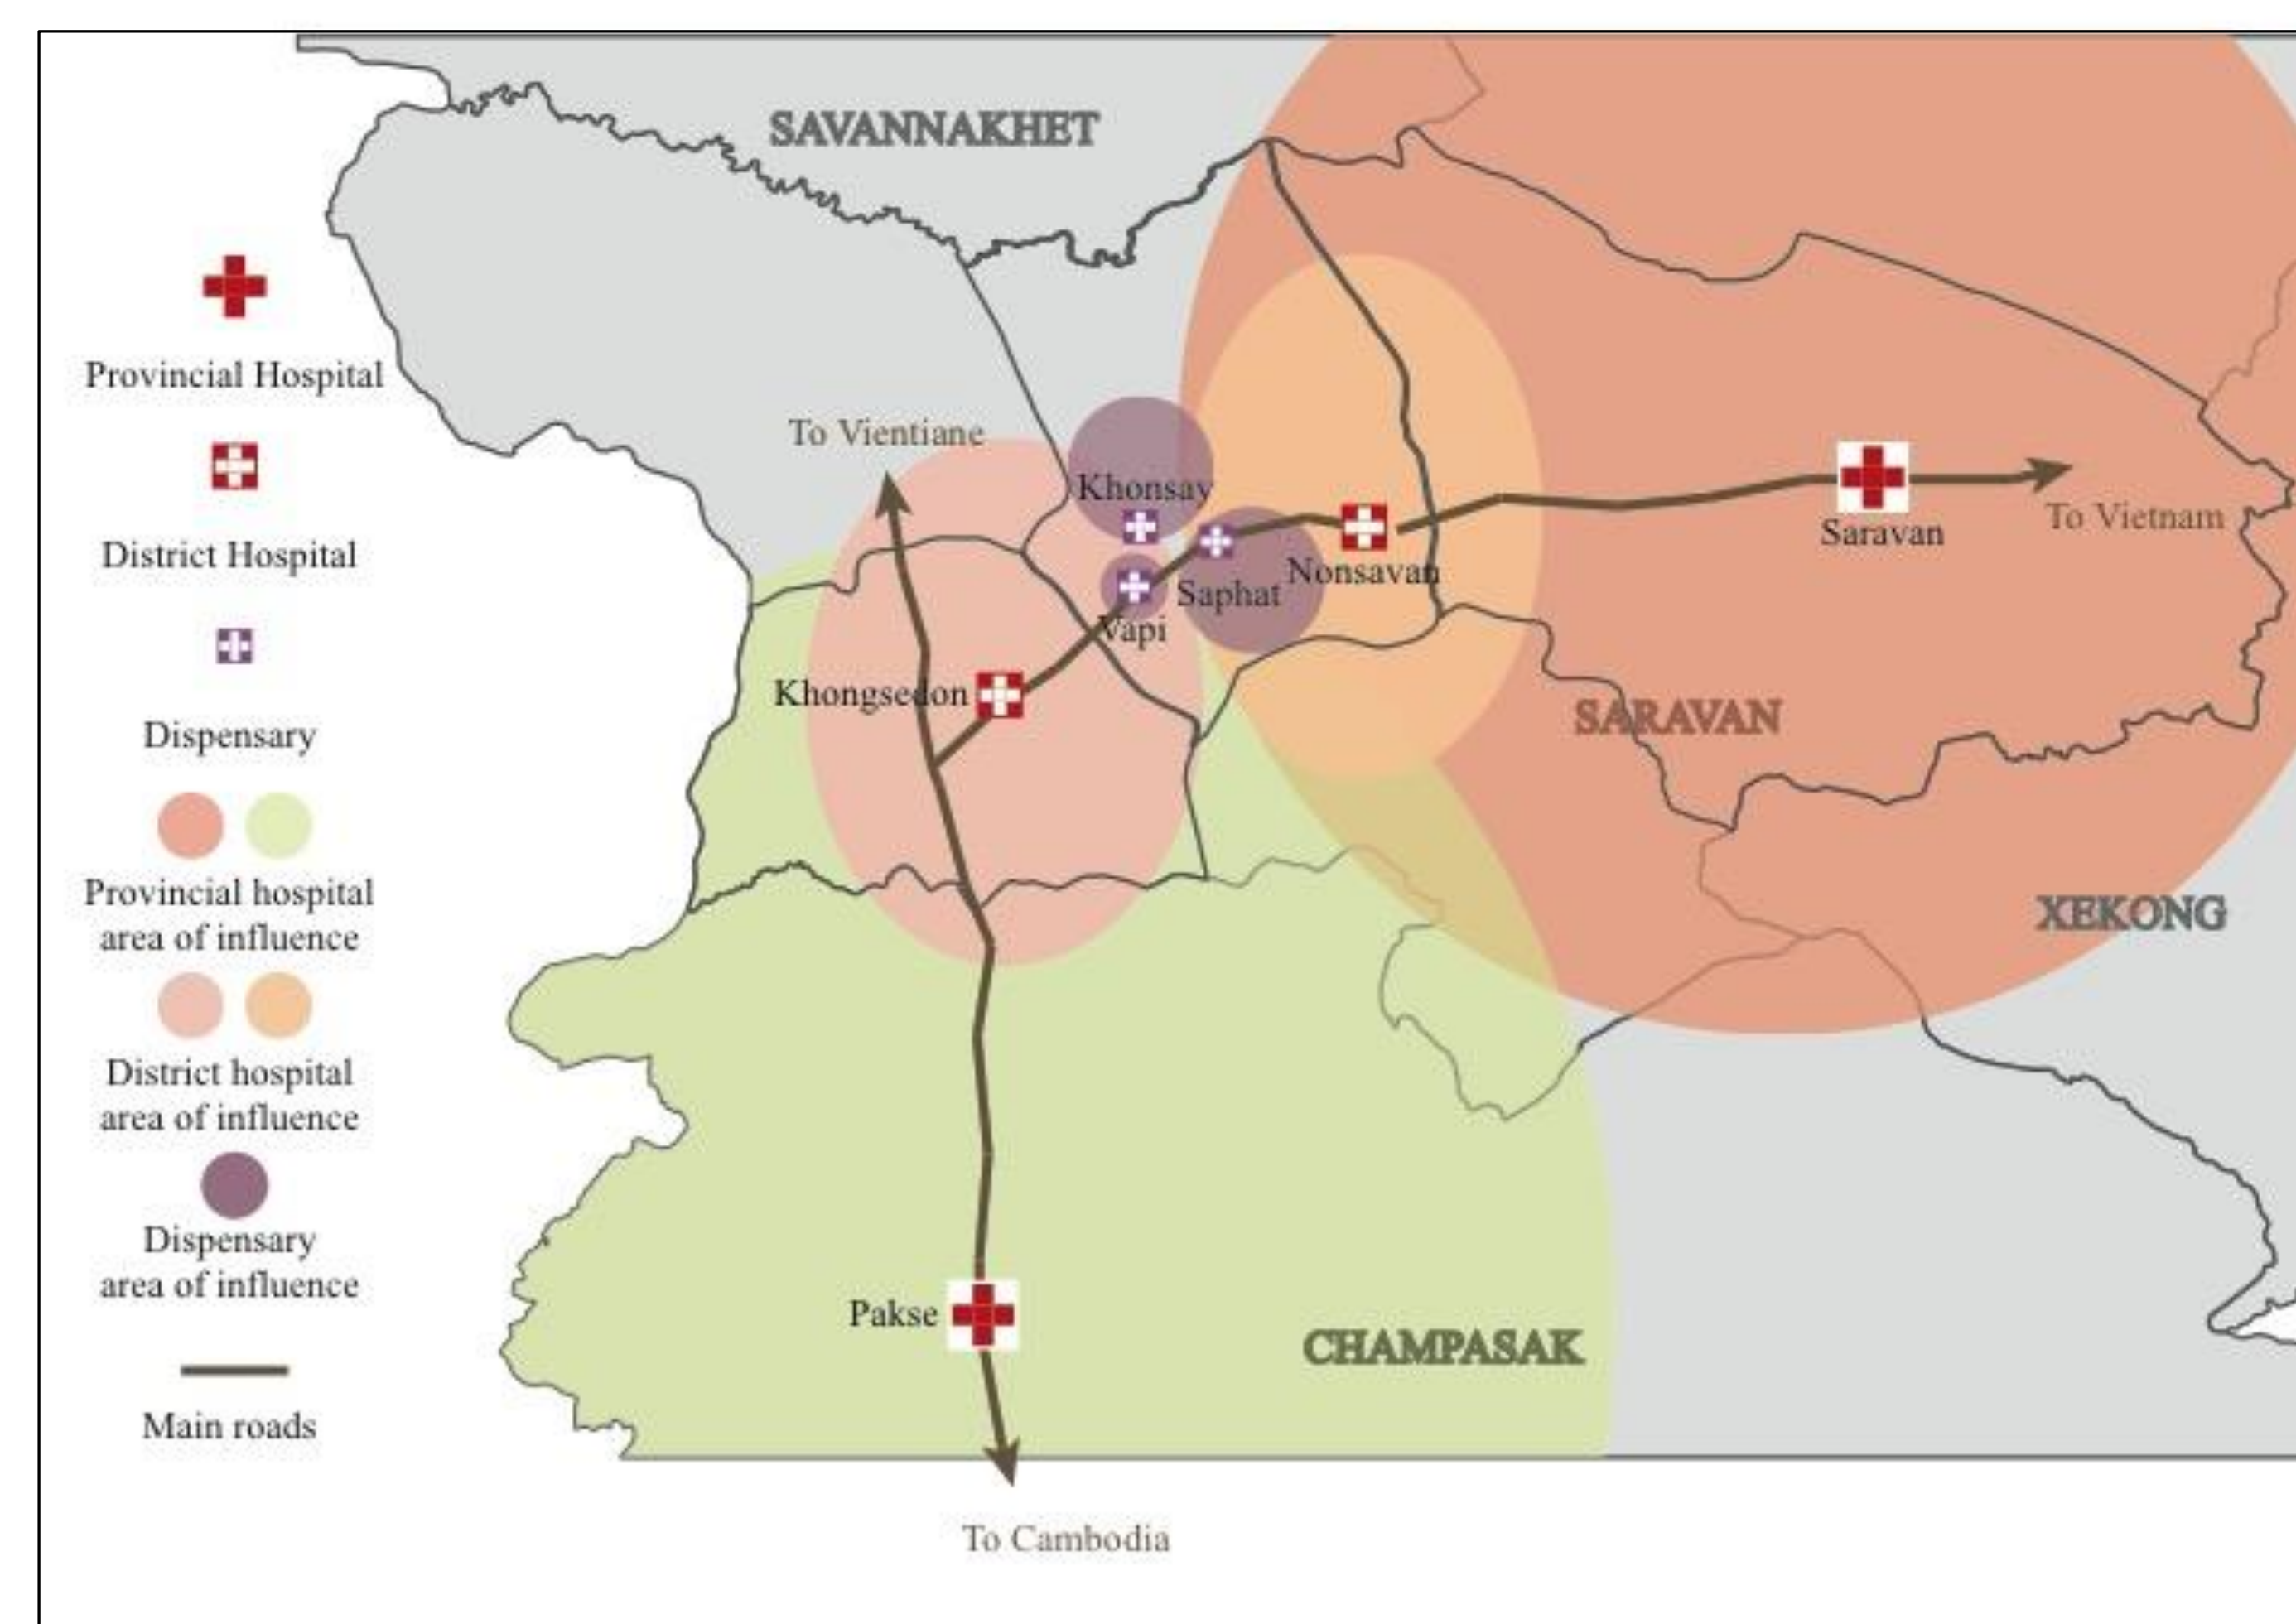 SAVANNAKHET
Provincial Hospital
District Hospital
Dispensary
Provincial hospital
area of influence
District hospital
area of influence
Dispensary
area of influence
Main roads
To Vientiane
Khonsay
Saphat
Nonsavan
Vapi
Khongsedon
Saravan
To Vietnam
SARAVAN
XEKONG
Pakse
CHAMPASAK
To Cambodia